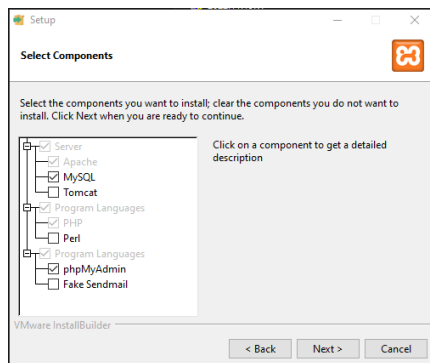 Setup
Select Components
Select the components you want to install; clear the components you do not want to
install. Click Next when you are ready to continue.
Server
Apache
MySQL
Tomcat
Program Languages
PHP
Perl
Program Languages
phpMyAdmin
Fake Sendmail
Click on a component to get a detailed
description
VMware InstallBuilder
< Back
Next >
Cancel